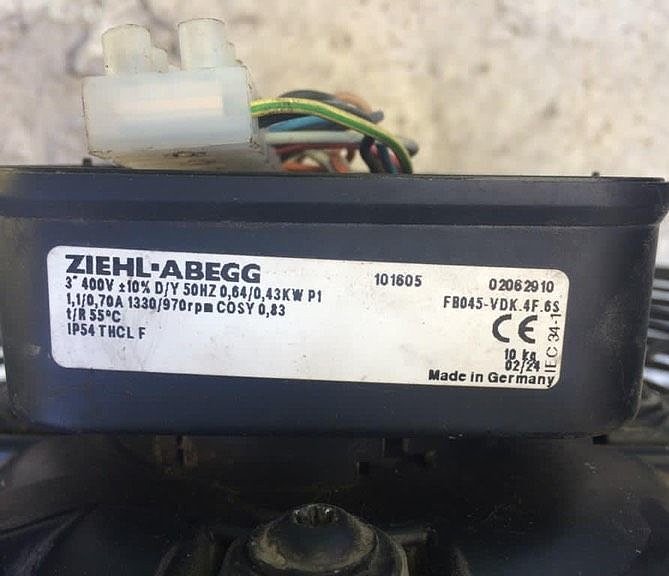 ZIEHL-ABEGG
101605
02062910
3~ 400V ±10% D/Y 50HZ 0,64/0,43KW P1
FB045-VDK.4F.6S
1,1/0,70A 1330/970rpm COSY 0,83
t/R 55°C
IP54 THCL F
CE
10 kg
02/24
IEC 34-1
Made in Germany